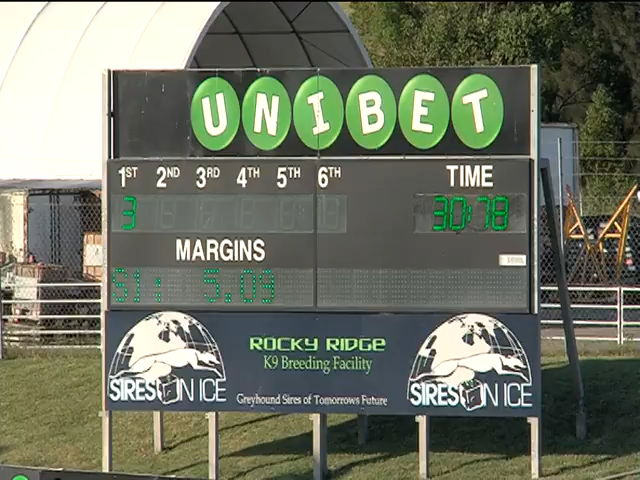 UNIBET
1ST 2ND 3RD 4TH 5TH 6TH TIME
3 30:78
MARGINS
S1: 5.09
ROCKY RIDGE
K9 Breeding Facility
SIRES ON ICE SIRES ON ICE
Greyhound Sires of Tomorrows Future